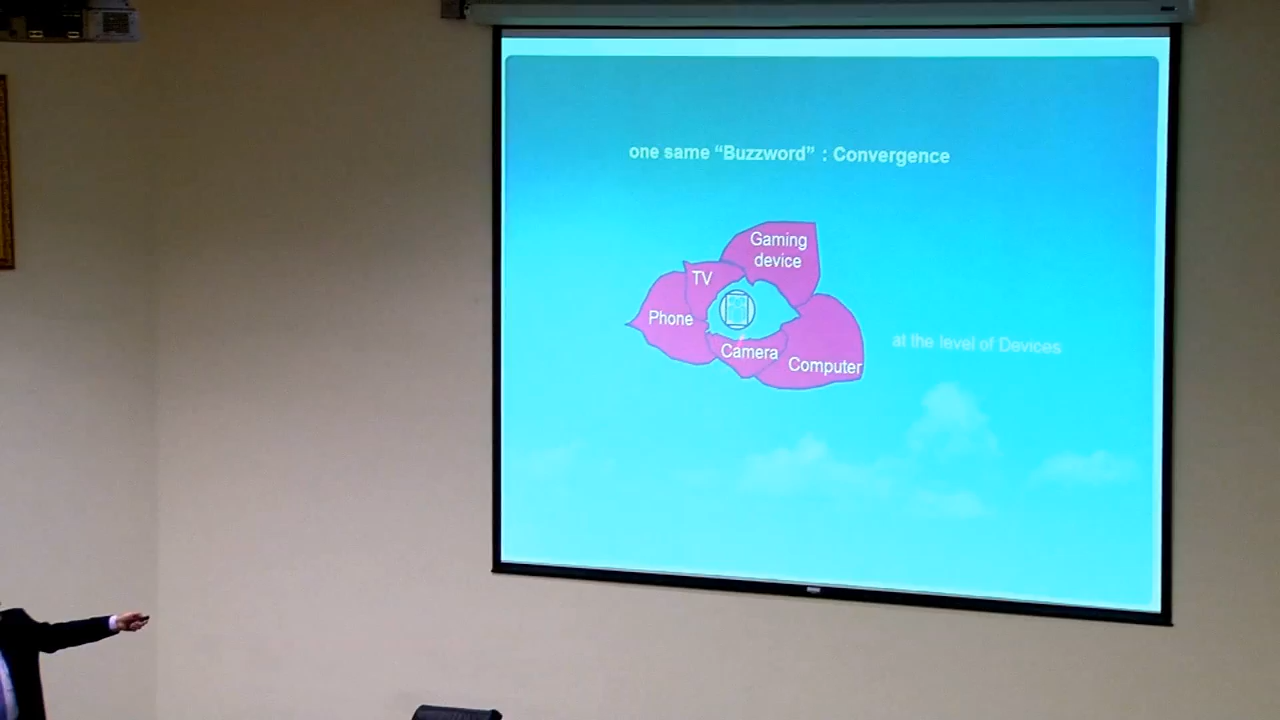 one same “Buzzword” : Convergence
Gaming
device
TV
Phone
Camera
Computer
at the level of Devices